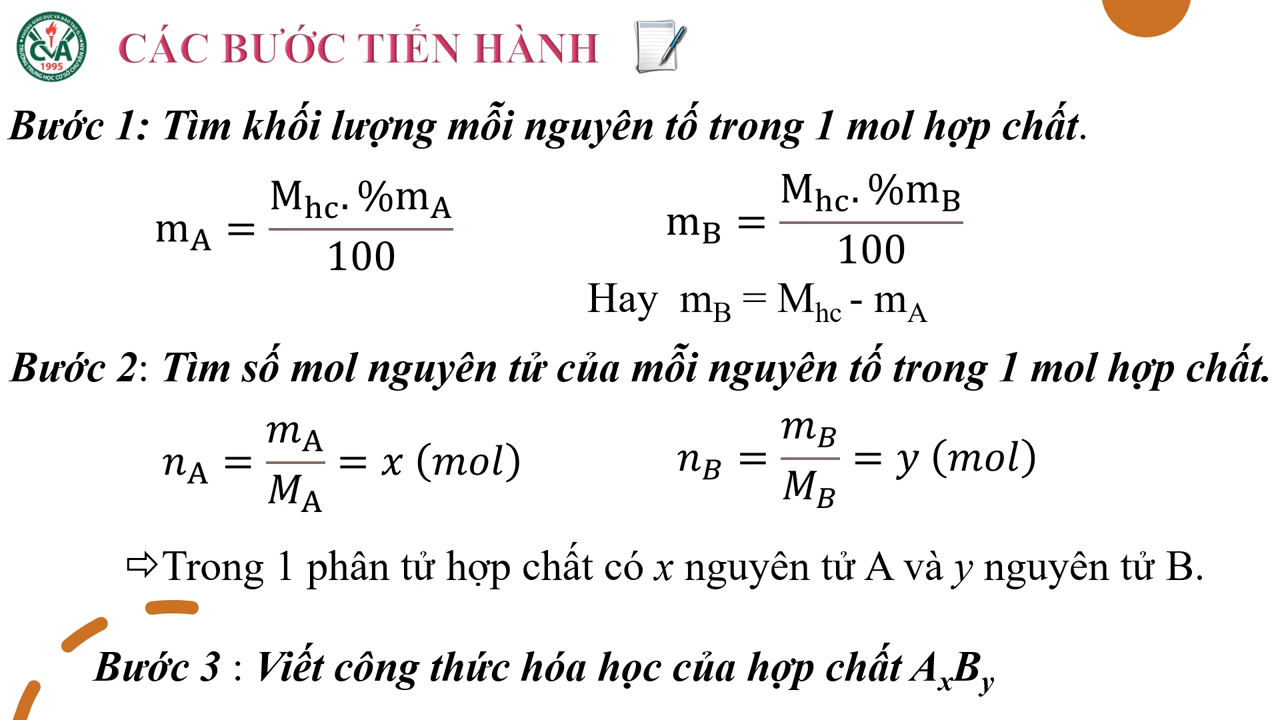 CVA
1995
CÁC BƯỚC TIẾN HÀNH
Bước 1: Tìm khối lượng mỗi nguyên tố trong 1 mol hợp chất.
m_A = (M_hc. %m_A)/100    m_B = (M_hc. %m_B)/100
Hay m_B = M_hc - m_A
Bước 2: Tìm số mol nguyên tử của mỗi nguyên tố trong 1 mol hợp chất.
n_A = m_A/M_A = x (mol)    n_B = m_B/M_B = y (mol)
⇨Trong 1 phân tử hợp chất có x nguyên tử A và y nguyên tử B.
Bước 3 : Viết công thức hóa học của hợp chất A_xB_y